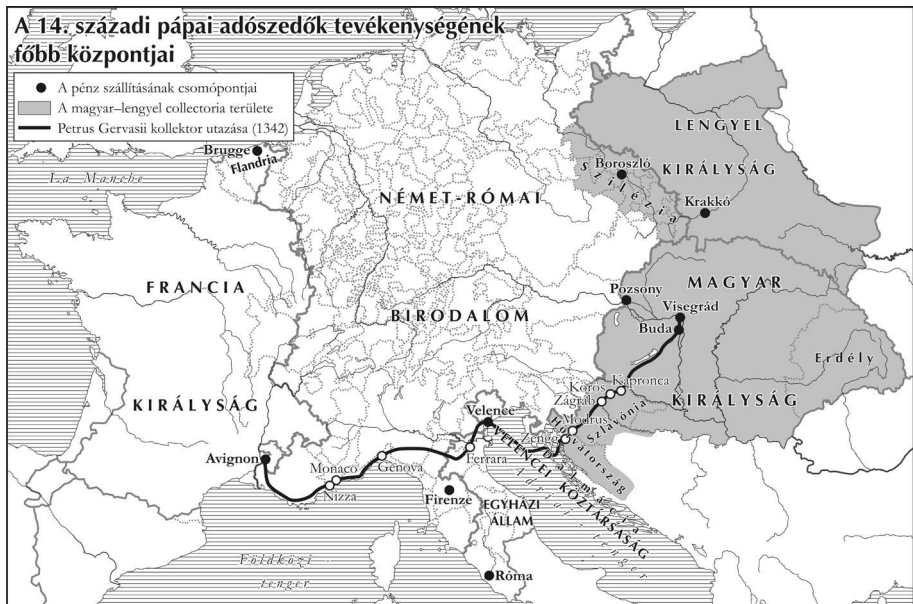 A 14. századi pápai adószedők tevékenységének
főbb központjai
A pénz szállításának csomópontjai
A magyar–lengyel collectoria területe
Petrus Gervasii kollektor utazása (1342)
Brugge
Flandria
La Manche
LENGYEL
KIRÁLYSÁG
Boroszló
Szilézia
Krakkó
NÉMET-RÓMAI
BIRODALOM
FRANCIA
KIRÁLYSÁG
MAGYAR
KIRÁLYSÁG
Pozsony
Visegrád
Buda
Erdély
Kapronca
Kőrös
Zágráb
Modrus
Zengg
Szlavónia
Horvátország
Dalmácia
Velence
VELENCEI KÖZTÁRSASÁG
Adriai-tenger
Ferrara
Avignon
Monaco
Nizza
Genova
Firenze
EGYHÁZI
ÁLLAM
Róma
Földközi
tenger